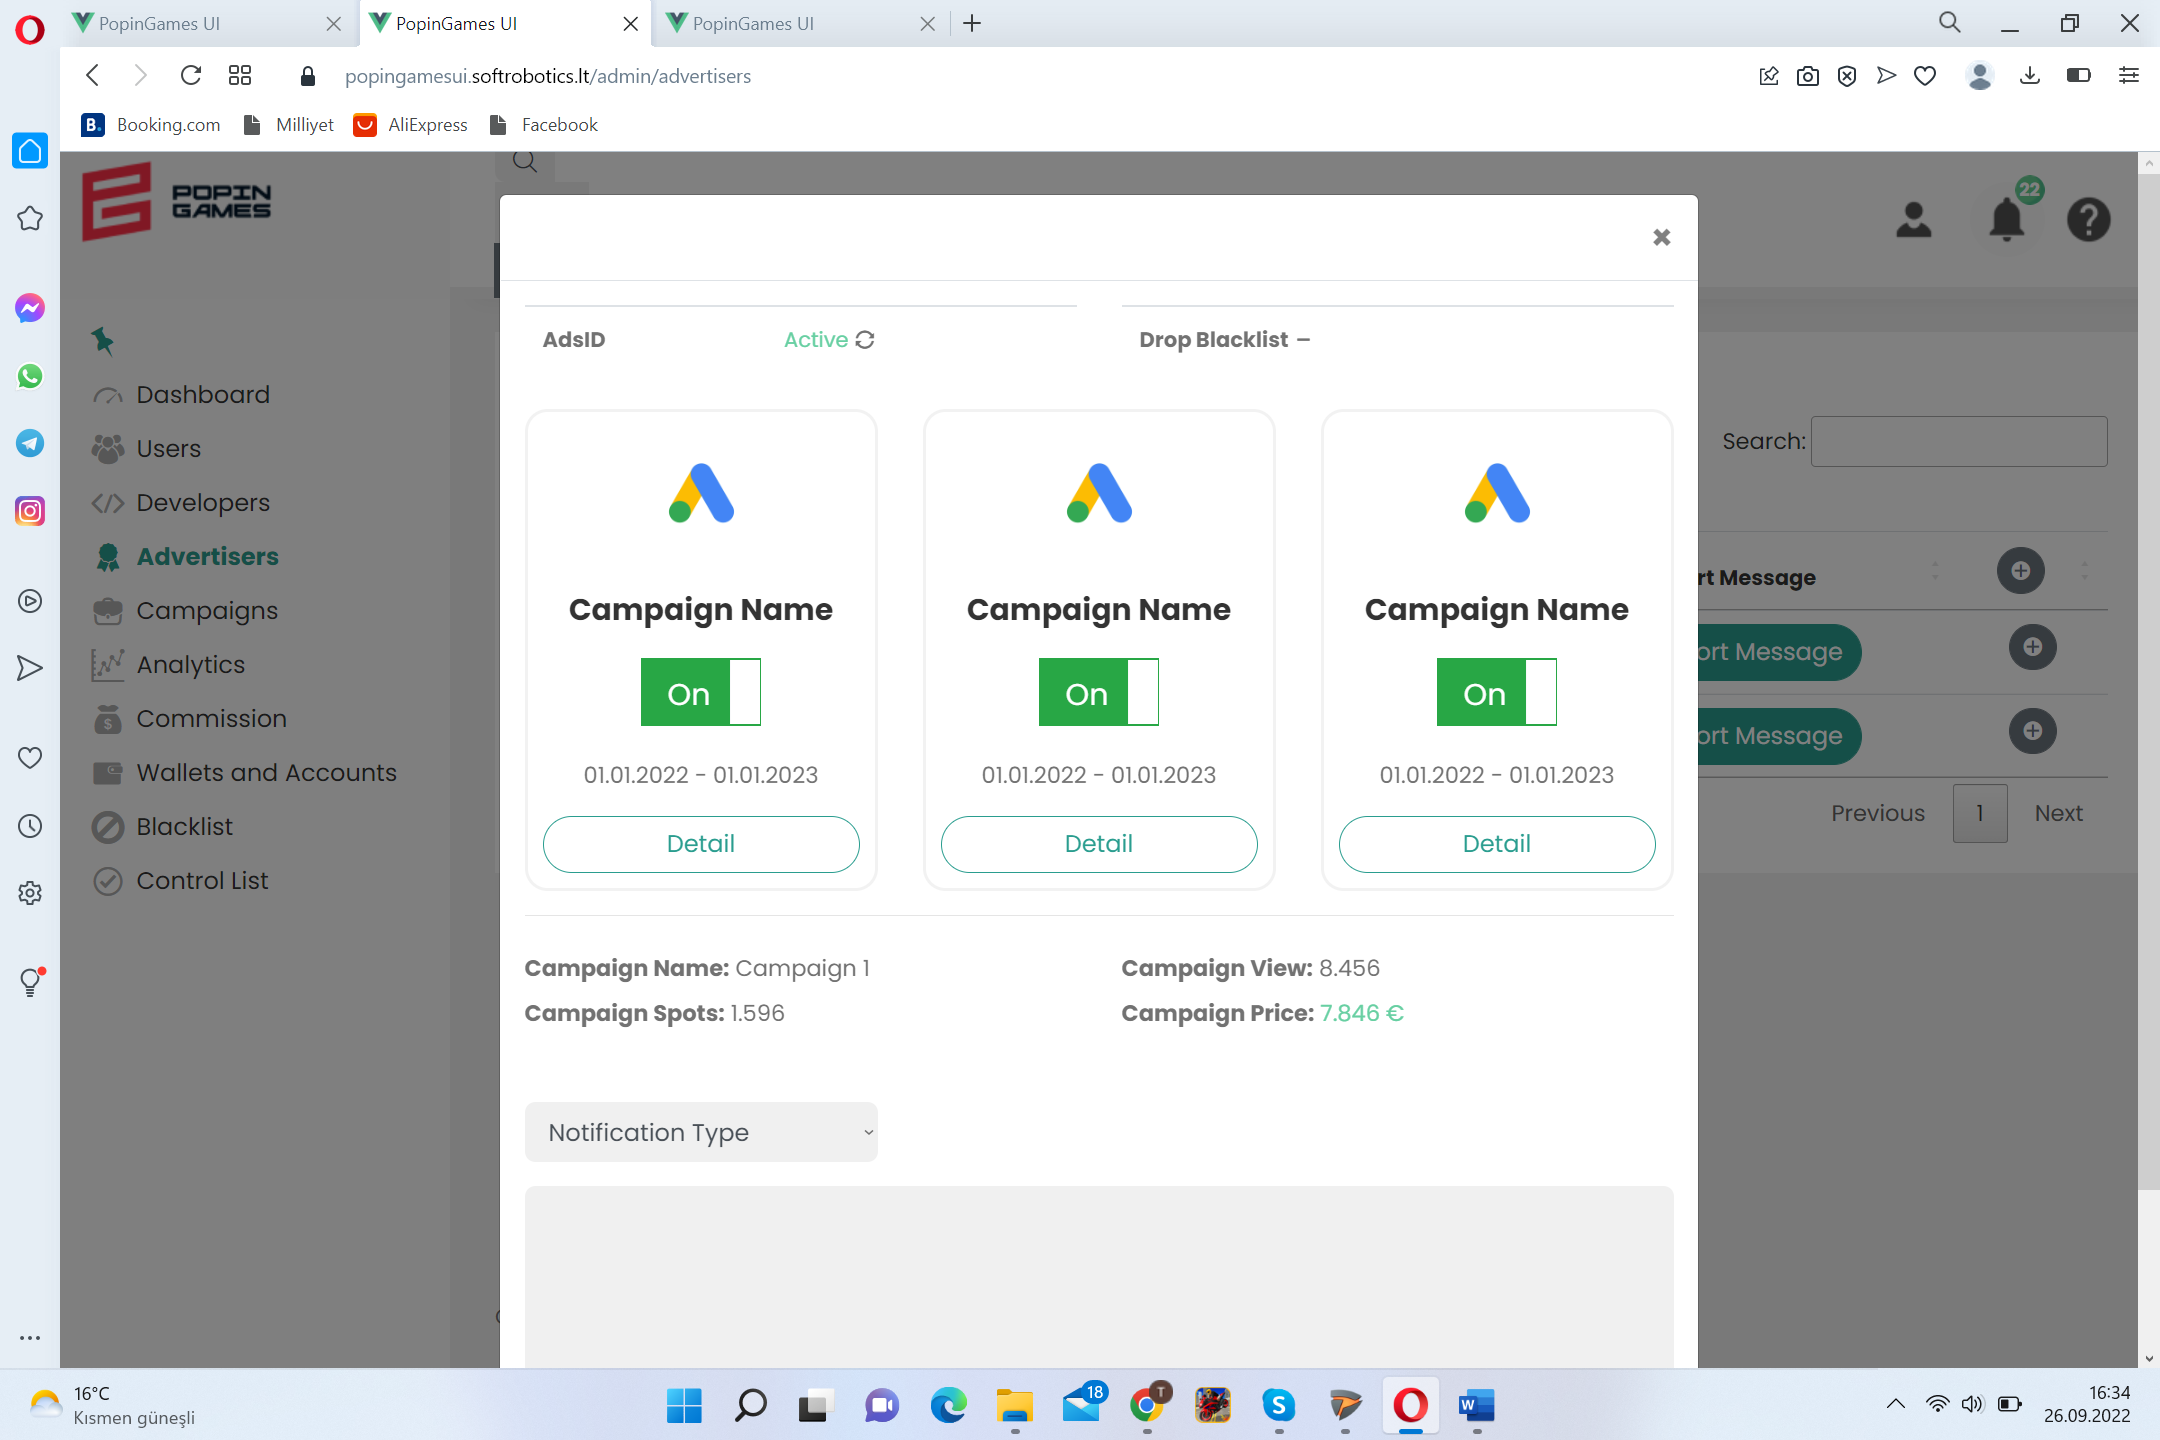 PopinGames UI
PopinGames UI
PopinGames UI
popingamesui.softrobotics.lt/admin/advertisers
B. Booking.com Milliyet AliExpress Facebook
POPIN
GAMES
22
AdsID Active Drop Blacklist –
Dashboard
Users
Developers
Advertisers
Campaigns
Analytics
Commission
Wallets and Accounts
Blacklist
Control List
Campaign Name Campaign Name Campaign Name
On On On
01.01.2022 - 01.01.2023 01.01.2022 - 01.01.2023 01.01.2022 - 01.01.2023
Detail Detail Detail
Campaign Name: Campaign 1 Campaign View: 8.456
Campaign Spots: 1.596 Campaign Price: 7.846 €
Notification Type
Search:
rt Message
ort Message
ort Message
Previous 1 Next
16°C
Kısmen güneşli
18
T
S
W
16:34
26.09.2022